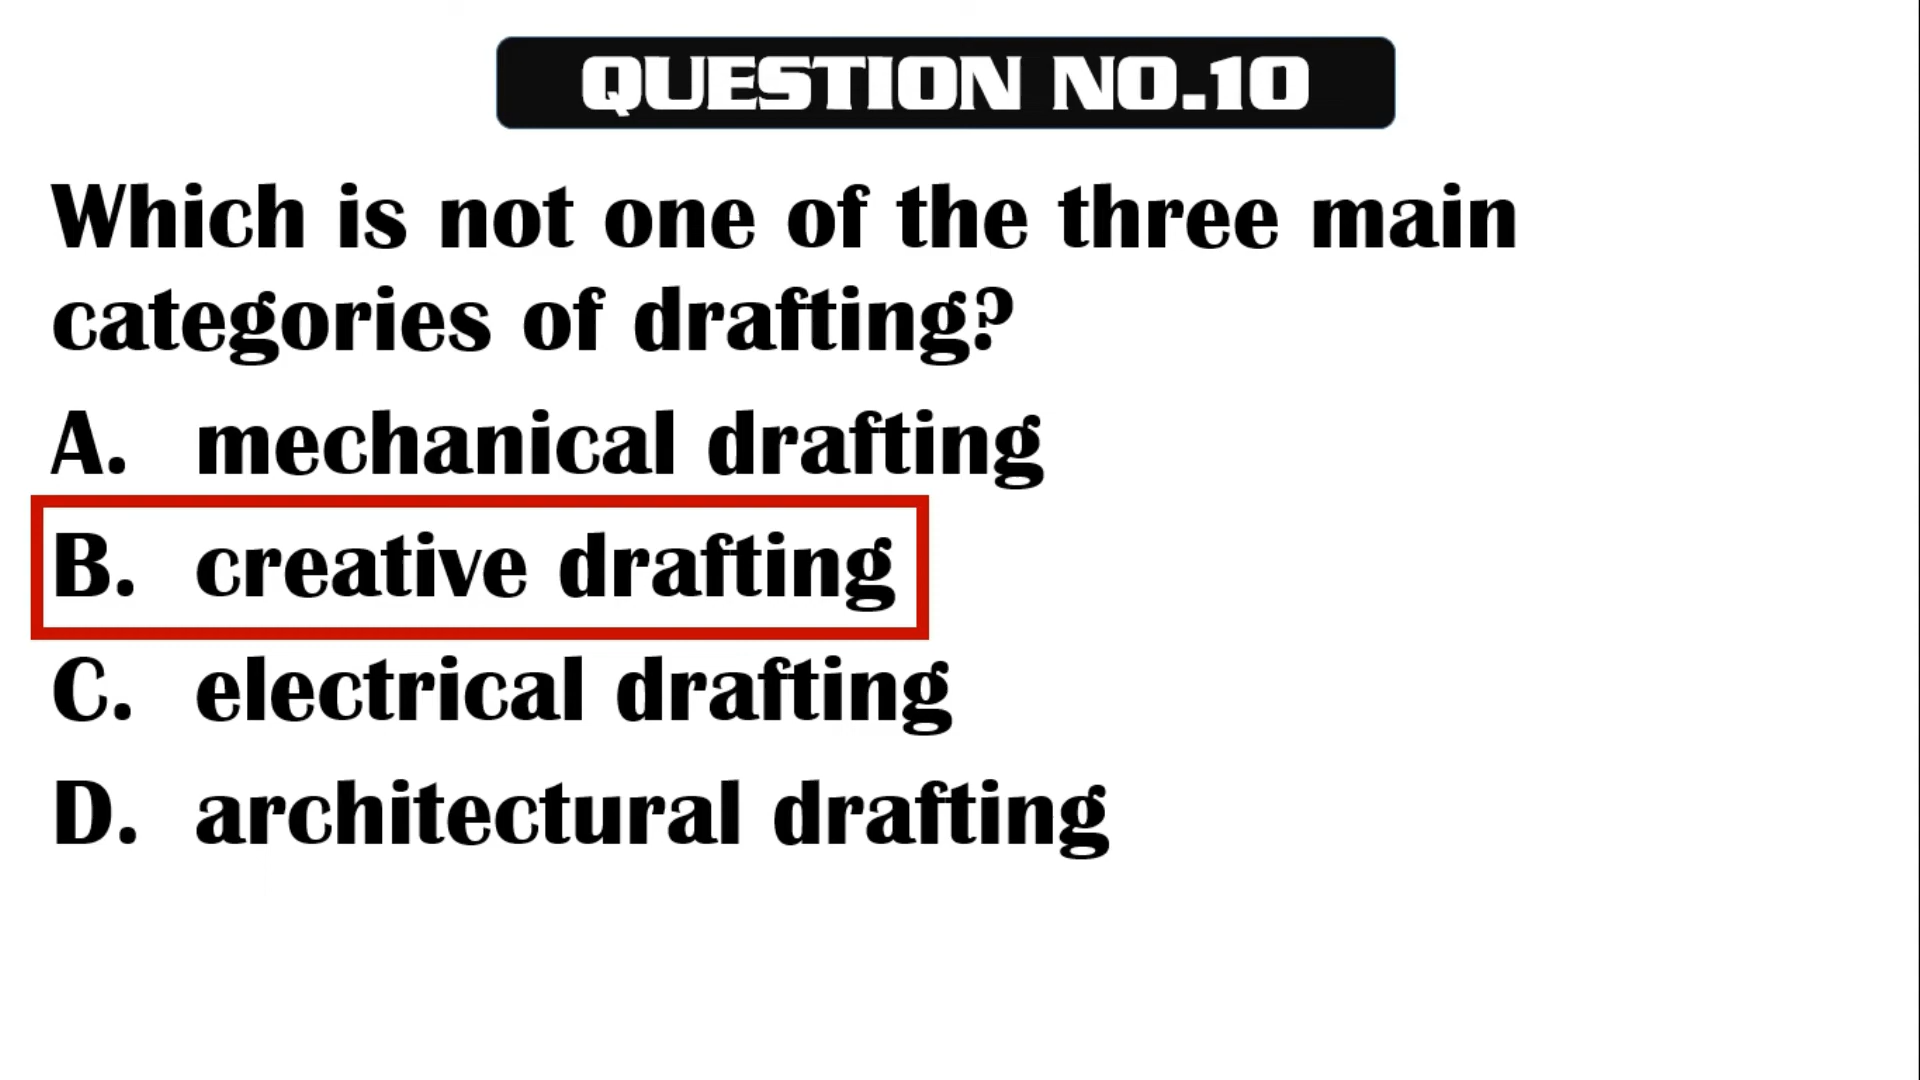 QUESTION NO.10
Which is not one of the three main
categories of drafting?
A. mechanical drafting
B. creative drafting
C. electrical drafting
D. architectural drafting